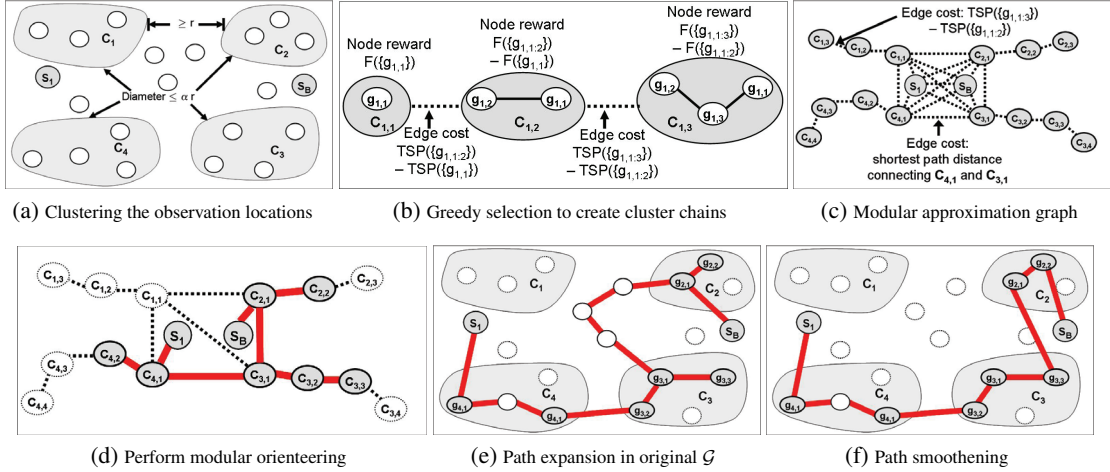 ≥ r
C1
C2
S1
SB
Diameter ≤ α r
C4
C3
(a) Clustering the observation locations
Node reward
F({g1,1})
Node reward
F({g1,1:2})
– F({g1,1})
Node reward
F({g1,1:3})
– F({g1,1:2})
g1,1
C1,1
g1,2
g1,1
C1,2
g1,2
g1,1
g1,3
C1,3
Edge cost
TSP({g1,1:2})
– TSP({g1,1})
Edge cost
TSP({g1,1:3})
– TSP({g1,1:2})
(b) Greedy selection to create cluster chains
Edge cost: TSP({g1,1:3})
– TSP({g1,1:2})
C1,3
C1,2
C1,1
C2,1
C2,2
C2,3
S1
SB
C4,3
C4,2
C4,1
C3,1
C3,2
C3,3
C4,4
C3,4
Edge cost:
shortest path distance
connecting C4,1 and C3,1
(c) Modular approximation graph
C1,3
C1,2
C1,1
C2,1
C2,2
C2,3
S1
SB
C4,3
C4,2
C4,1
C3,1
C3,2
C3,3
C4,4
C3,4
(d) Perform modular orienteering
C1
g2,2
g2,1
C2
S1
SB
C4
g3,1
g3,3
g4,1
g4,1
g3,2
C3
(e) Path expansion in original G
C1
g2,2
g2,1
C2
S1
SB
C4
g3,1
g3,3
g4,1
g4,1
g3,2
C3
(f) Path smoothening